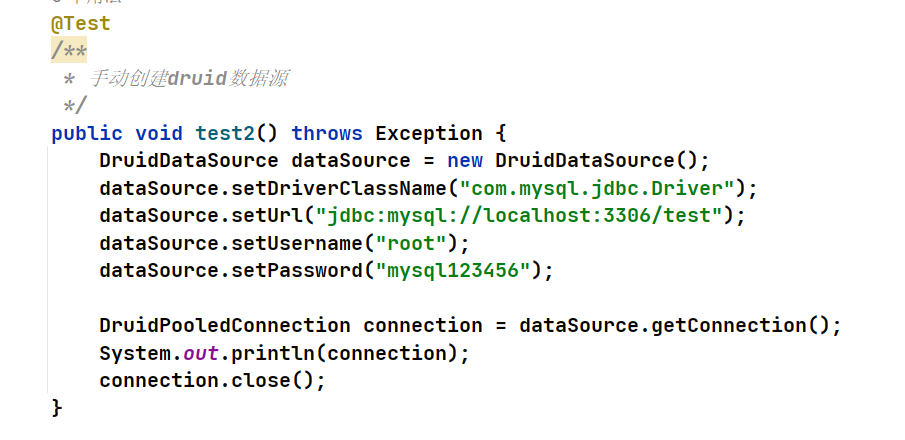 @Test
/**
 * 手动创建druid数据源
 */
public void test2() throws Exception {
    DruidDataSource dataSource = new DruidDataSource();
    dataSource.setDriverClassName("com.mysql.jdbc.Driver");
    dataSource.setUrl("jdbc:mysql://localhost:3306/test");
    dataSource.setUsername("root");
    dataSource.setPassword("mysql123456");

    DruidPooledConnection connection = dataSource.getConnection();
    System.out.println(connection);
    connection.close();
}